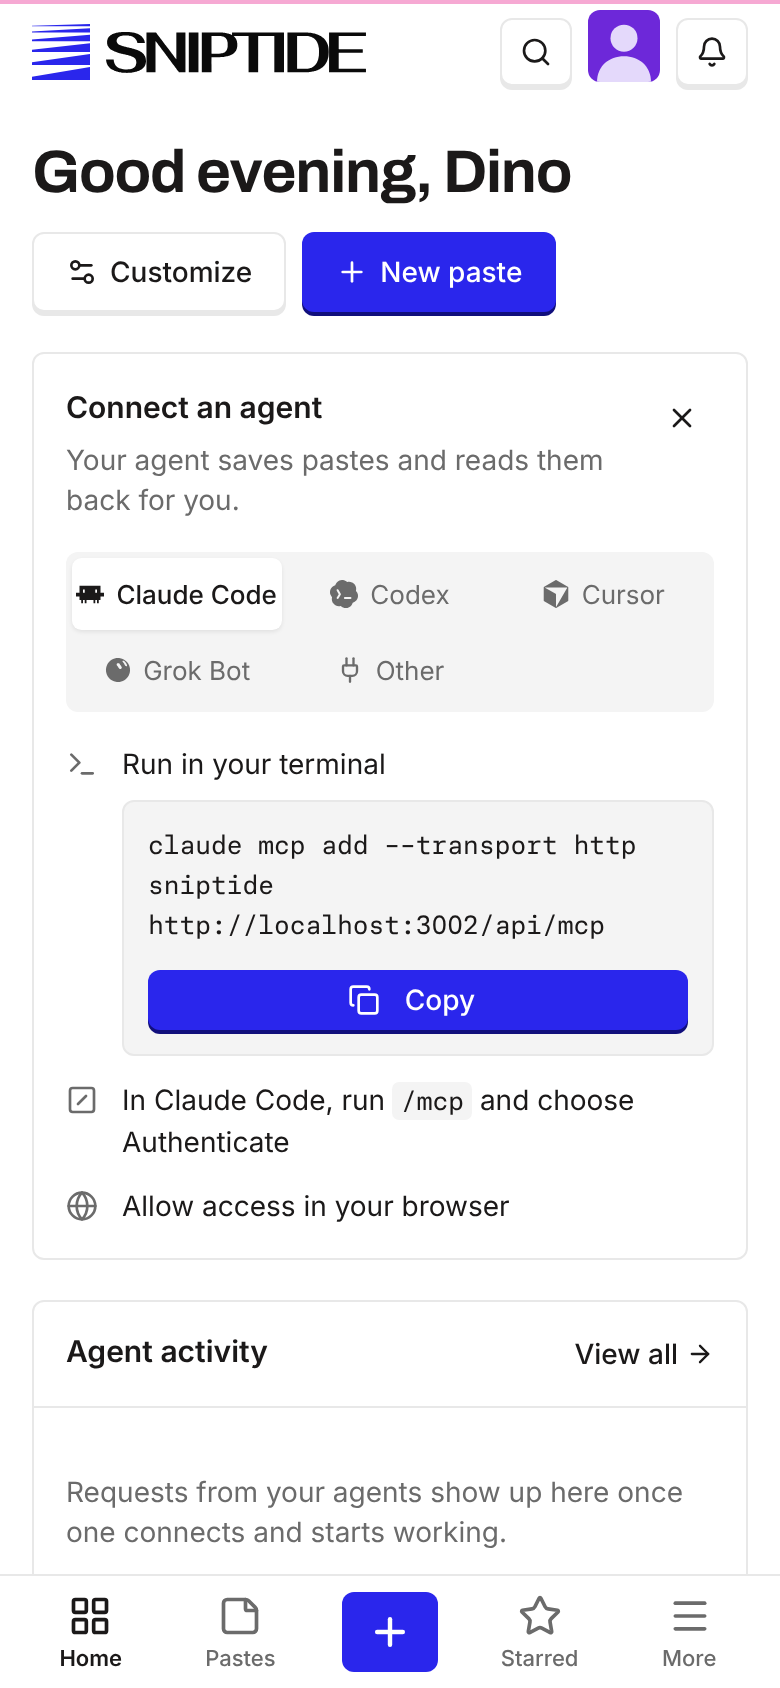 SNIPTIDE
Good evening, Dino
Customize
New paste
Connect an agent
Your agent saves pastes and reads them
back for you.
Claude Code
Codex
Cursor
Grok Bot
Other
Run in your terminal
claude mcp add --transport http
sniptide
http://localhost:3002/api/mcp
Copy
In Claude Code, run /mcp and choose
Authenticate
Allow access in your browser
Agent activity
View all
Requests from your agents show up here once
one connects and starts working.
Home
Pastes
Starred
More